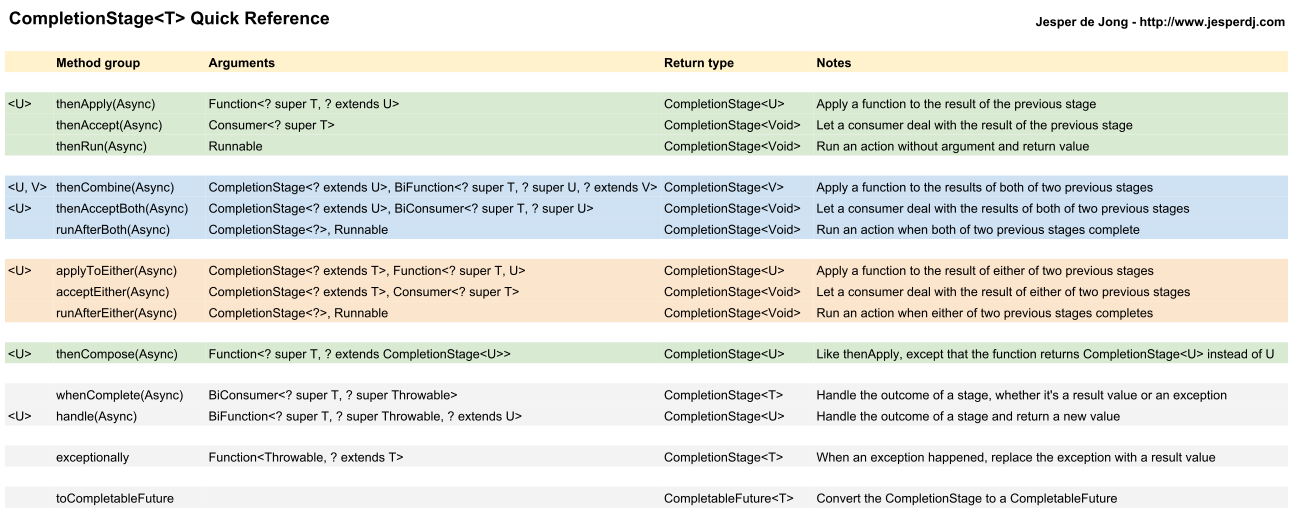 CompletionStage<T> Quick Reference
Jesper de Jong - http://www.jesperdj.com
Method group Arguments Return type Notes
<U> thenApply(Async) Function<? super T, ? extends U> CompletionStage<U> Apply a function to the result of the previous stage
thenAccept(Async) Consumer<? super T> CompletionStage<Void> Let a consumer deal with the result of the previous stage
thenRun(Async) Runnable CompletionStage<Void> Run an action without argument and return value
<U, V> thenCombine(Async) CompletionStage<? extends U>, BiFunction<? super T, ? super U, ? extends V> CompletionStage<V> Apply a function to the results of both of two previous stages
<U> thenAcceptBoth(Async) CompletionStage<? extends U>, BiConsumer<? super T, ? super U> CompletionStage<Void> Let a consumer deal with the results of both of two previous stages
runAfterBoth(Async) CompletionStage<?>, Runnable CompletionStage<Void> Run an action when both of two previous stages complete
<U> applyToEither(Async) CompletionStage<? extends T>, Function<? super T, U> CompletionStage<U> Apply a function to the result of either of two previous stages
acceptEither(Async) CompletionStage<? extends T>, Consumer<? super T> CompletionStage<Void> Let a consumer deal with the result of either of two previous stages
runAfterEither(Async) CompletionStage<?>, Runnable CompletionStage<Void> Run an action when either of two previous stages completes
<U> thenCompose(Async) Function<? super T, ? extends CompletionStage<U>> CompletionStage<U> Like thenApply, except that the function returns CompletionStage<U> instead of U
whenComplete(Async) BiConsumer<? super T, ? super Throwable> CompletionStage<T> Handle the outcome of a stage, whether it's a result value or an exception
<U> handle(Async) BiFunction<? super T, ? super Throwable, ? extends U> CompletionStage<U> Handle the outcome of a stage and return a new value
exceptionally Function<Throwable, ? extends T> CompletionStage<T> When an exception happened, replace the exception with a result value
toCompletableFuture CompletableFuture<T> Convert the CompletionStage to a CompletableFuture